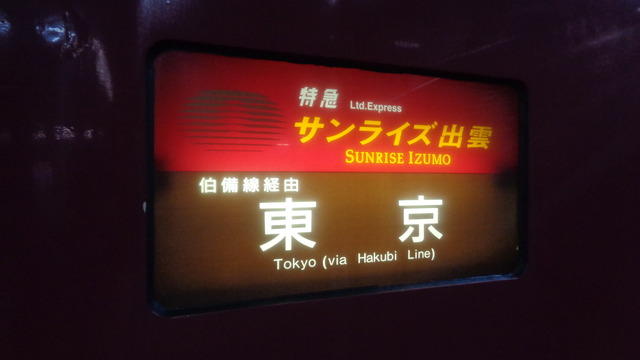 特急 Ltd.Express
サンライズ出雲
SUNRISE IZUMO
伯備線経由
東京
Tokyo (via Hakubi Line)